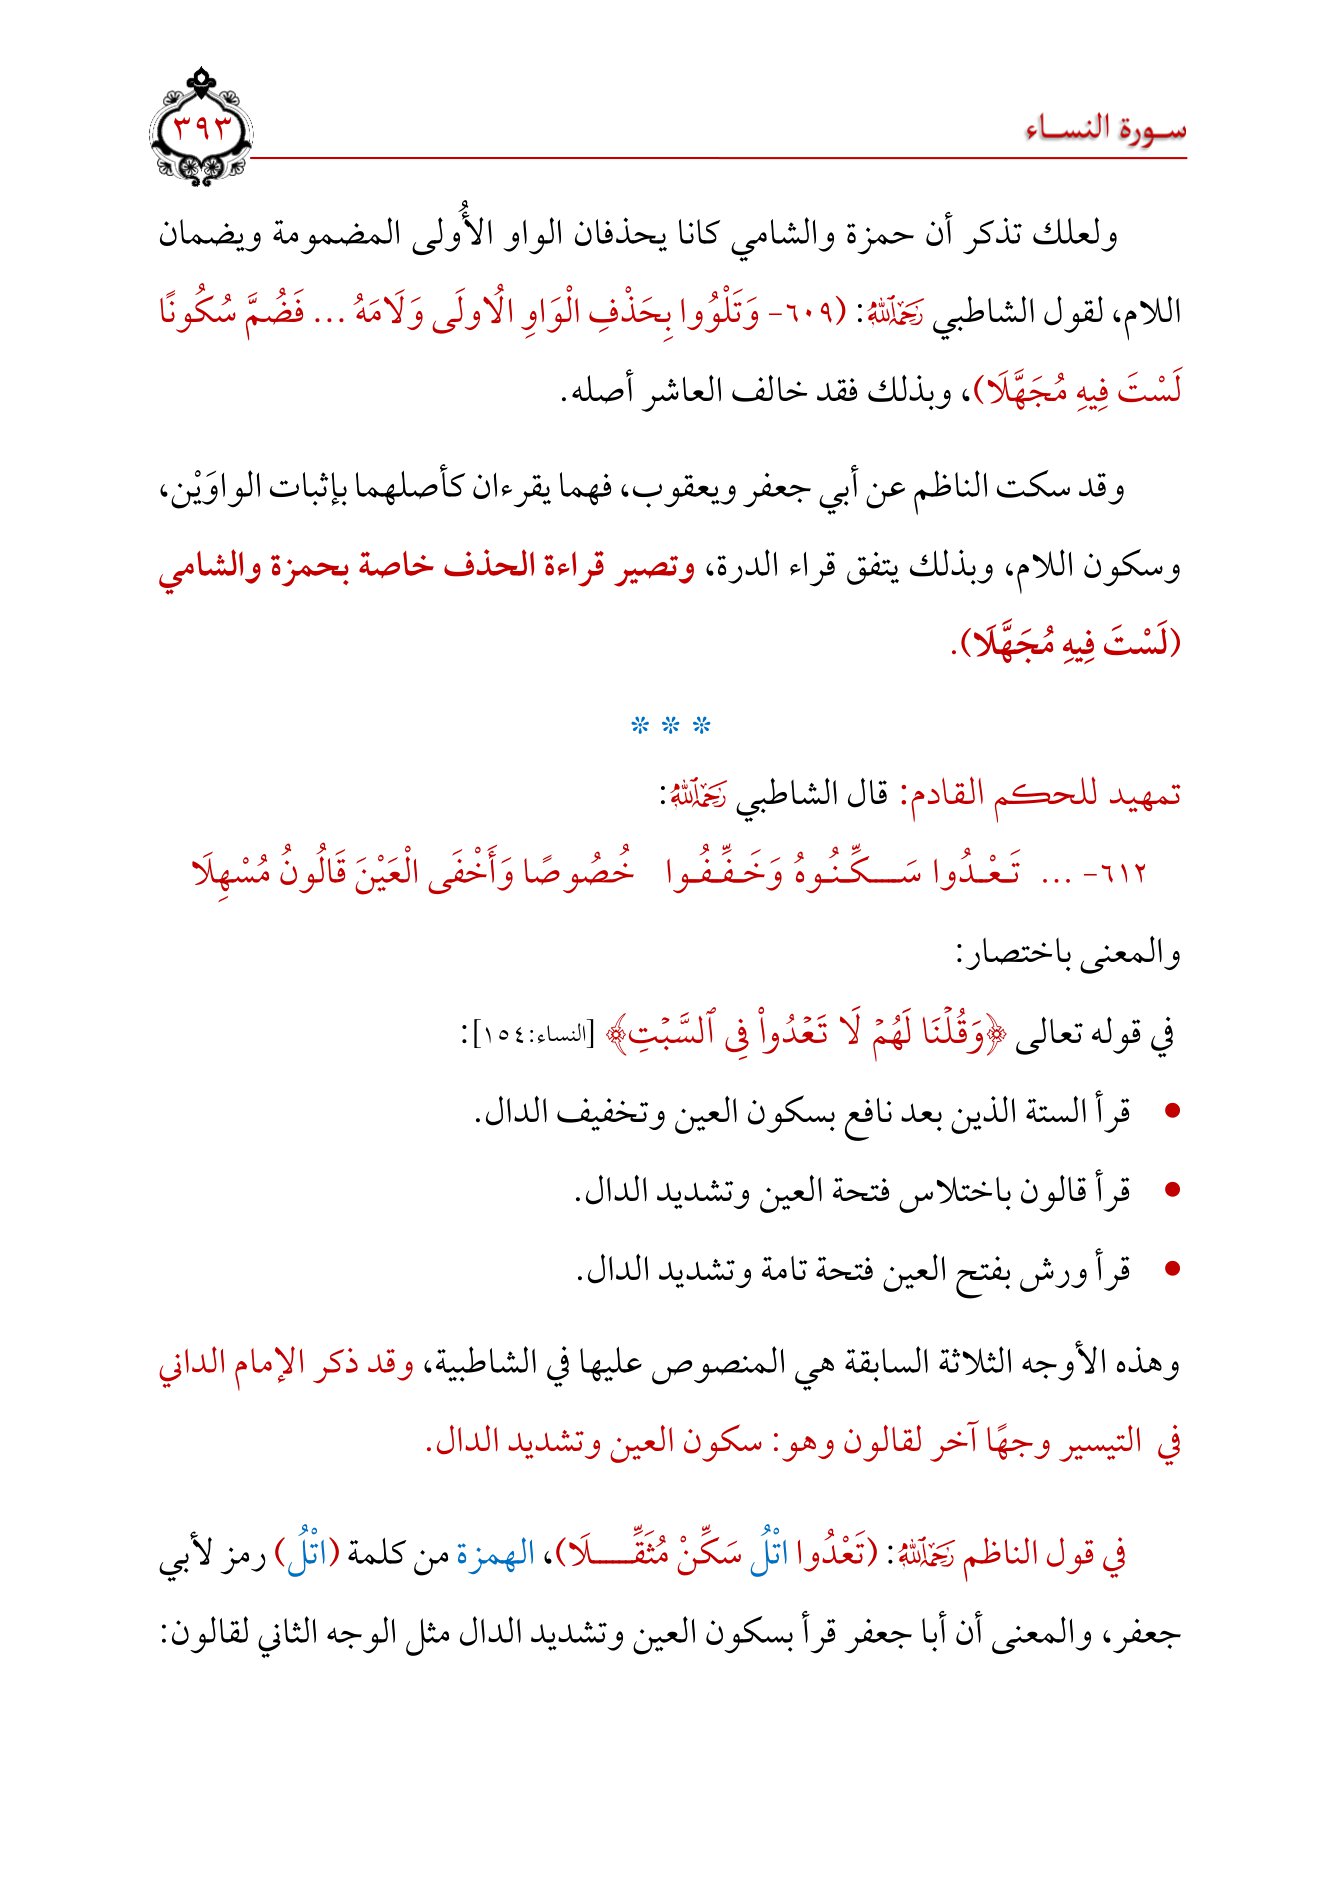 سورة النساء
٣٩٣
ولعلك تذكر أن حمزة والشامي كانا يحذفان الواو الأُولى المضمومة ويضمان
اللام، لقول الشاطبي رَحِمَهُ ٱللَّهُ: (٦٠٩- وَتَلْوُوا بِحَذْفِ الْوَاوِ الُاولَى وَلَامَهُ ... فَضُمَّ سُكُونًا
لَسْتَ فِيهِ مُجَهَّلَا)، وبذلك فقد خالف العاشر أصله.
وقد سكت الناظم عن أبي جعفر ويعقوب، فهما يقرءان كأصلهما بإثبات الواوَيْن،
وسكون اللام، وبذلك يتفق قراء الدرة، وتصير قراءة الحذف خاصة بحمزة والشامي
(لَسْتَ فِيهِ مُجَهَّلَا).
* * *
تمهيد للحكم القادم: قال الشاطبي رَحِمَهُ ٱللَّهُ:
٦١٢- ... تَعْدُوا سَكِّنُوهُ وَخَفِّفُوا خُصُوصًا وَأَخْفَى الْعَيْنَ قَالُونُ مُسْهِلَا
والمعنى باختصار:
في قوله تعالى ﴿وَقُلْنَا لَهُمْ لَا تَعْدُواْ فِى ٱلسَّبْتِ﴾ [النساء:١٥٤]:
• قرأ الستة الذين بعد نافع بسكون العين وتخفيف الدال.
• قرأ قالون باختلاس فتحة العين وتشديد الدال.
• قرأ ورش بفتح العين فتحة تامة وتشديد الدال.
وهذه الأوجه الثلاثة السابقة هي المنصوص عليها في الشاطبية، وقد ذكر الإمام الداني
في التيسير وجهًا آخر لقالون وهو: سكون العين وتشديد الدال.
في قول الناظم رَحِمَهُ ٱللَّهُ: (تَعْدُوا اتْلُ سَكِّنْ مُثَقِّـــلَا)، الهمزة من كلمة (اتْلُ) رمز لأبي
جعفر، والمعنى أن أبا جعفر قرأ بسكون العين وتشديد الدال مثل الوجه الثاني لقالون: